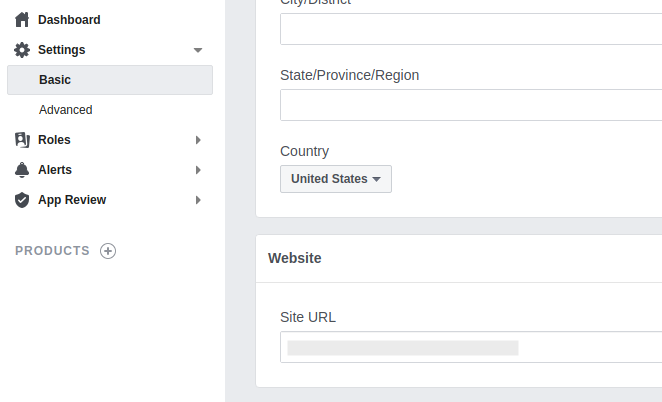 Dashboard
Settings
Basic
Advanced
Roles
Alerts
App Review
PRODUCTS
City/District
State/Province/Region
Country
United States
Website
Site URL